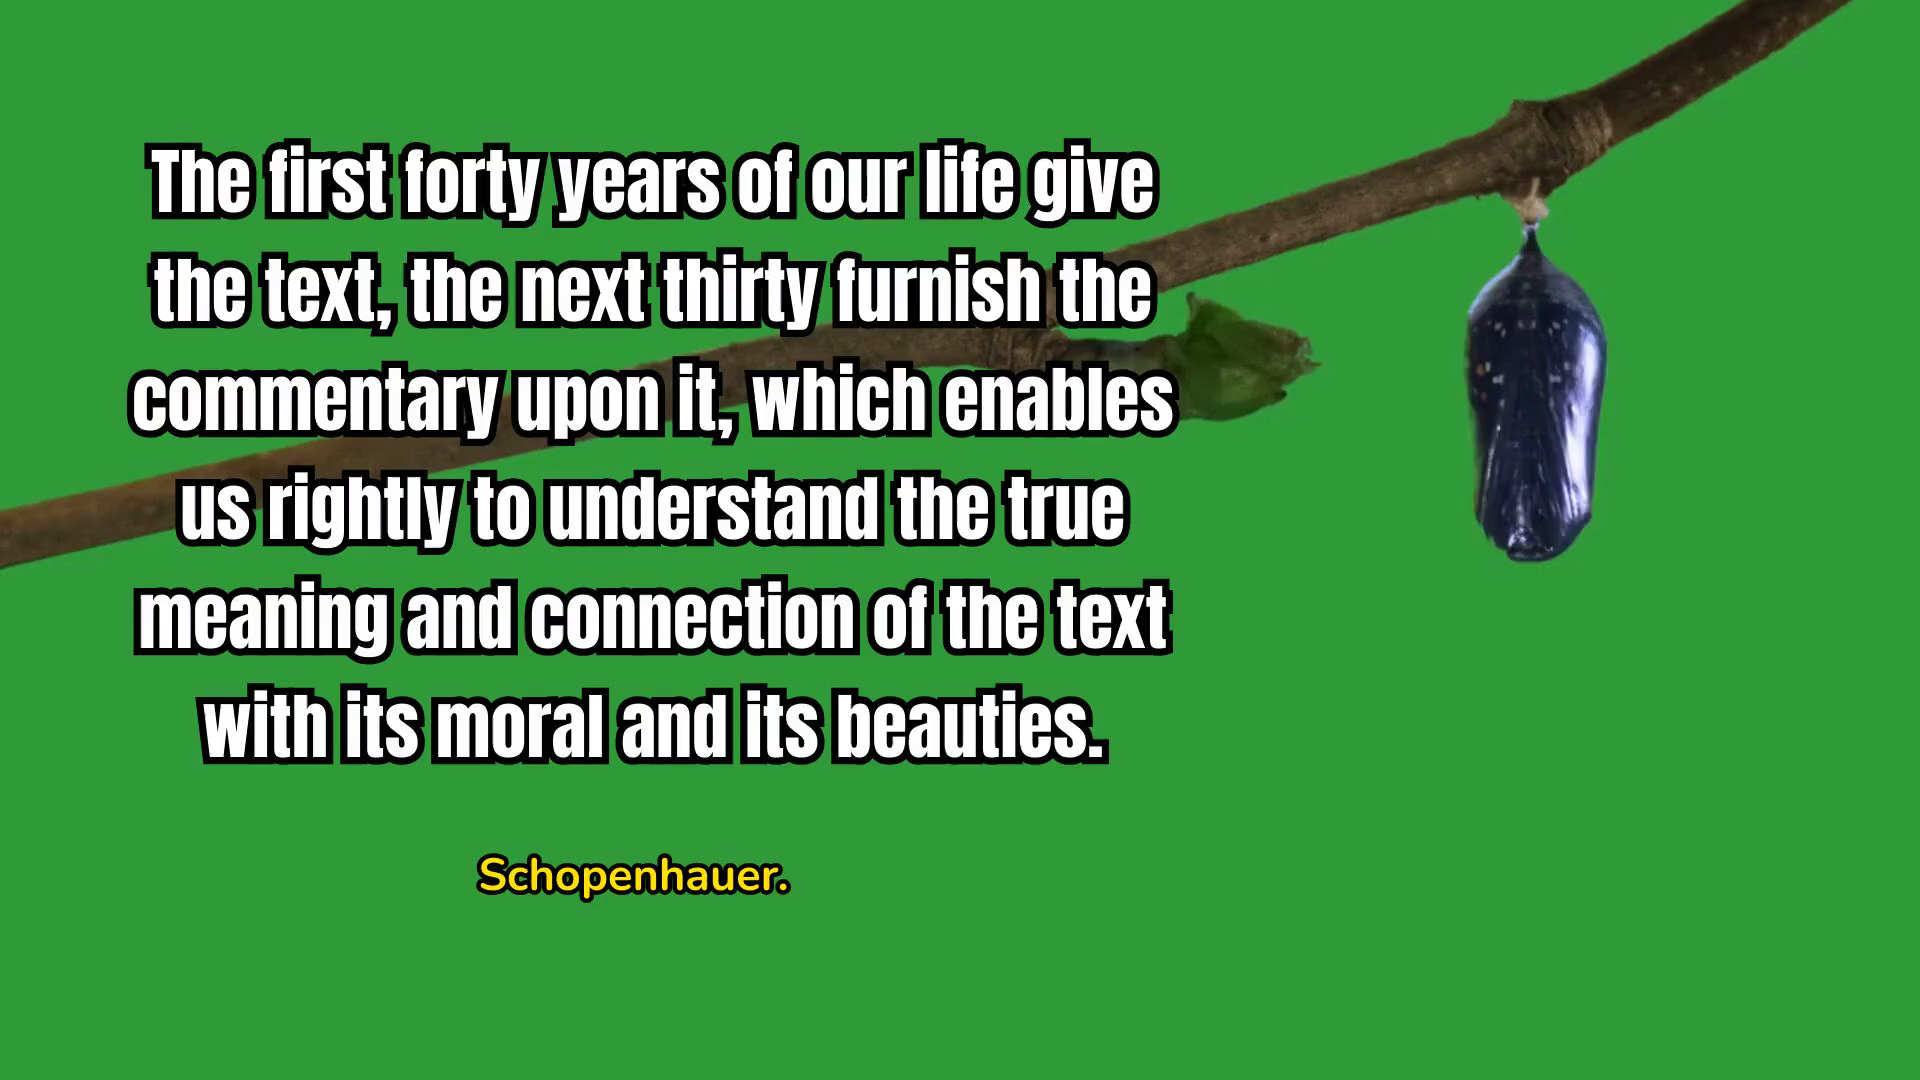 The first forty years of our life give
the text, the next thirty furnish the
commentary upon it, which enables
us rightly to understand the true
meaning and connection of the text
with its moral and its beauties.
Schopenhauer.